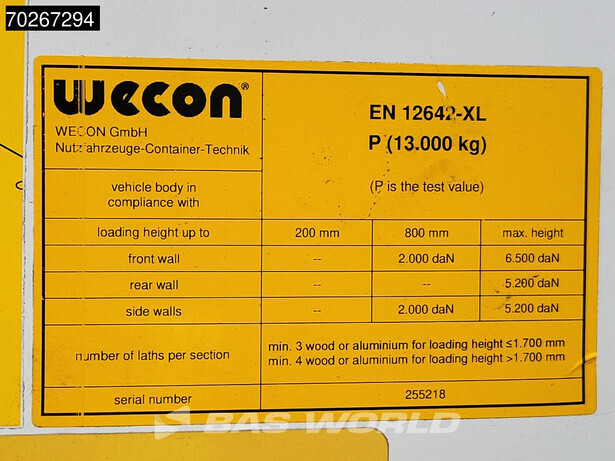 70267294
wecon®
WECON GmbH
Nutzfahrzeuge-Container-Technik
EN 12642-XL
P (13.000 kg)
vehicle body in
compliance with
(P is the test value)
loading height up to 200 mm 800 mm max. height
front wall -- 2.000 daN 6.500 daN
rear wall -- -- 5.200 daN
side walls -- 2.000 daN 5.200 daN
number of laths per section
min. 3 wood or aluminium for loading height ≤1.700 mm
min. 4 wood or aluminium for loading height >1.700 mm
serial number 255218
BAS WORLD